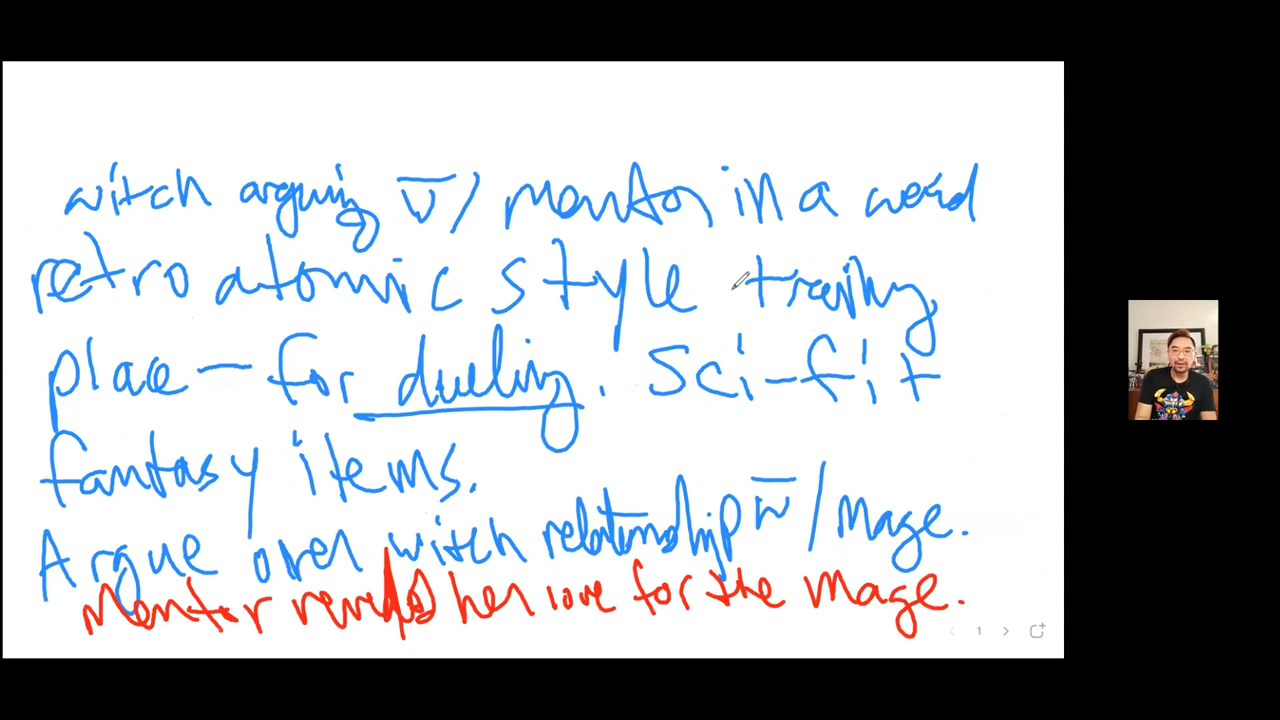 witch arguing w̅/ mentor in a weird
retro atomic style training
place - for dueling. Sci-fi +
fantasy items.
Argue over witch relationship w̅/mage.
Mentor reveals her love for the mage.
1